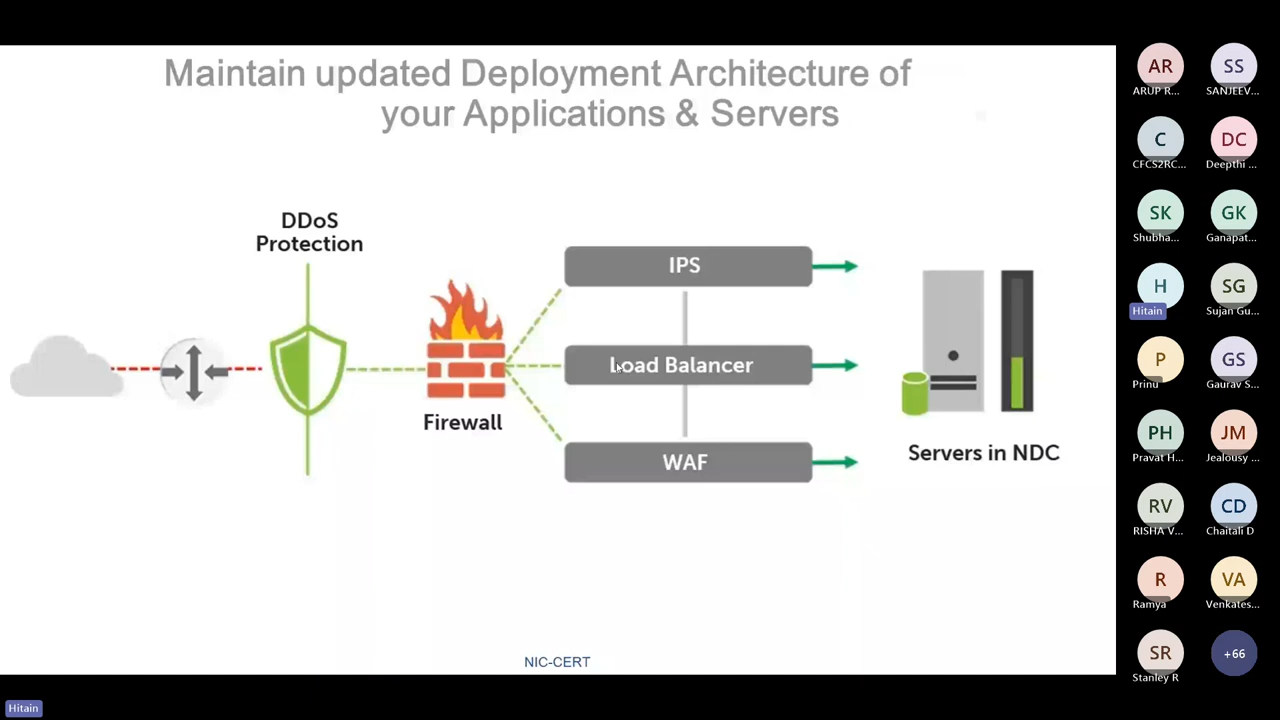 Maintain updated Deployment Architecture of
your Applications & Servers
DDoS
Protection
Firewall
IPS
Load Balancer
WAF
Servers in NDC
NIC-CERT
AR
ARUP R...
SS
SANJEEV...
C
CFCS2RC...
DC
Deepthi ...
SK
Shubha...
GK
Ganapat...
H
Hitain
SG
Sujan Gu...
P
Prinu
GS
Gaurav S...
PH
Pravat H...
JM
Jealousy ...
RV
RISHA V...
CD
Chaitali D
R
Ramya
VA
Venkates...
SR
Stanley R
+66
Hitain